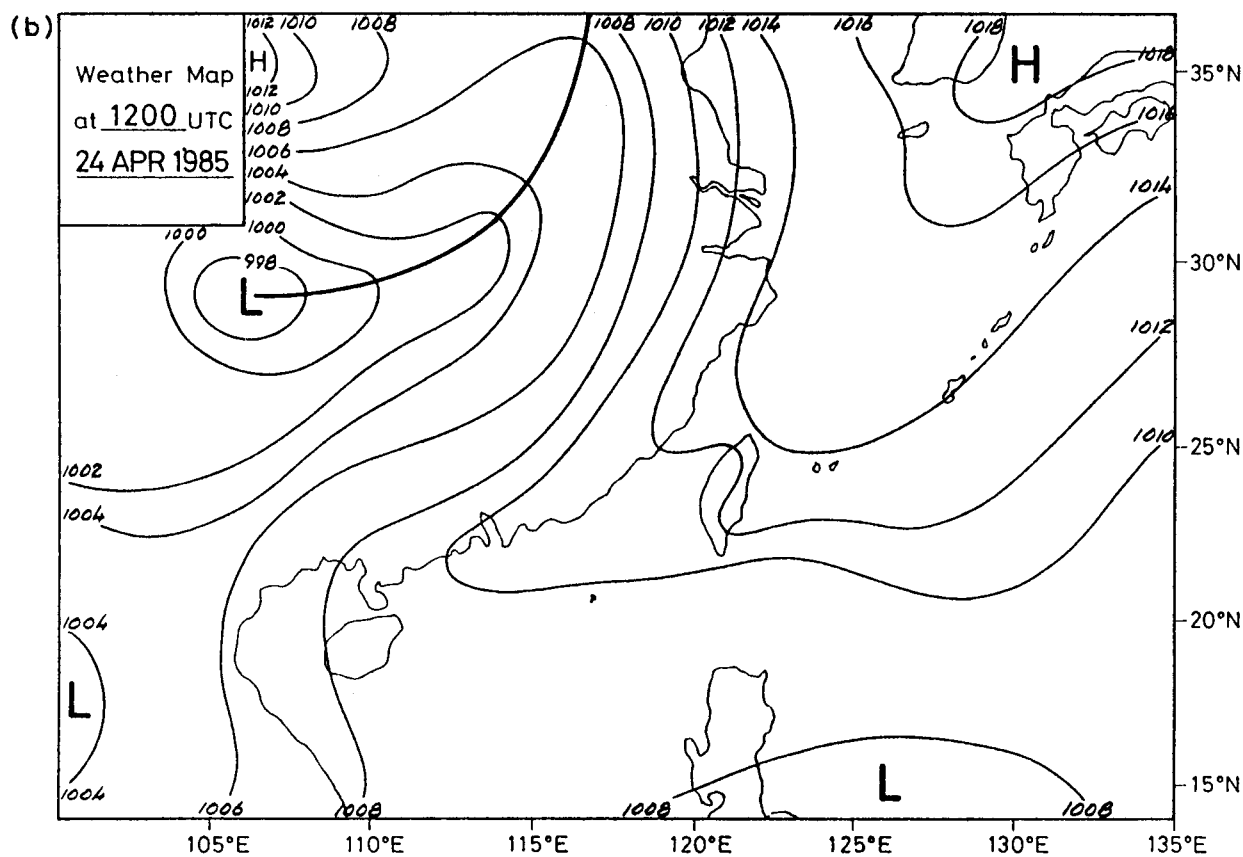 (b)
Weather Map
at 1200 UTC
24 APR 1985
1012 1010 1008 1008 1010 1012 1014 1016 1018
H
H
1018
35°N
1012
1010
1008
1006
1016
1004
1002
1014
1000 1000
998
30°N
L
1012
1010
1002
25°N
1004
1004
20°N
L
L
1004
1006
1008
1008
1008
15°N
105°E 110°E 115°E 120°E 125°E 130°E 135°E